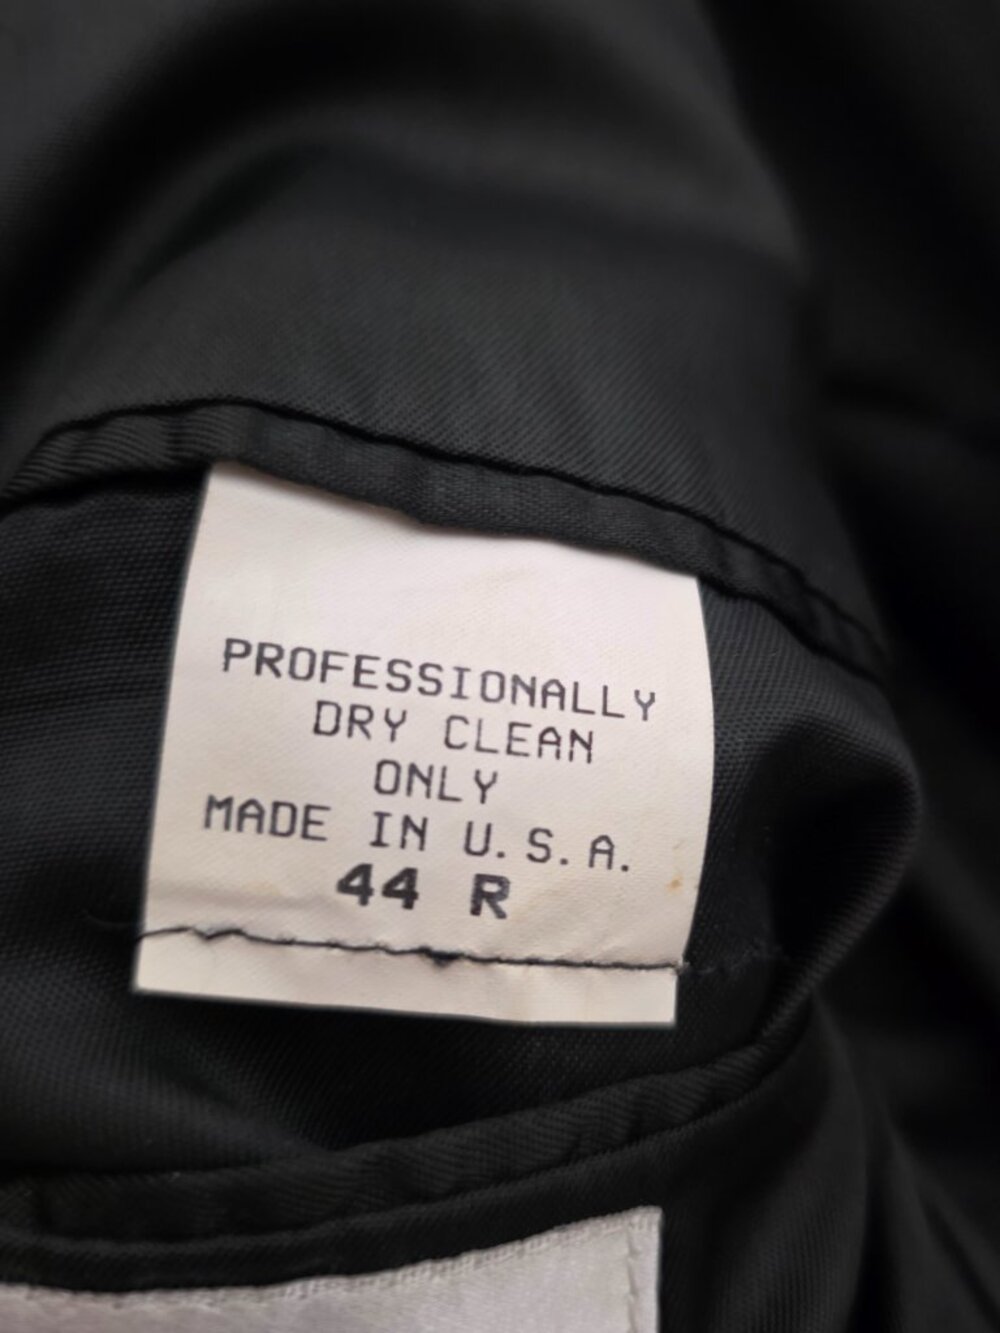 PROFESSIONALLY
DRY CLEAN
ONLY
MADE IN U.S.A.
44 R